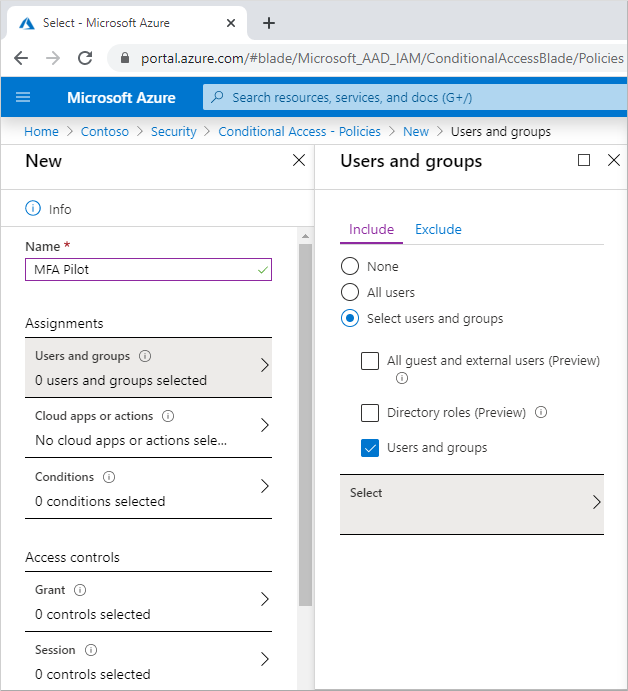 Select - Microsoft Azure
portal.azure.com/#blade/Microsoft_AAD_IAM/ConditionalAccessBlade/Policies
Microsoft Azure
Search resources, services, and docs (G+/)
Home > Contoso > Security > Conditional Access - Policies > New > Users and groups
New
Info
Name *
MFA Pilot
Assignments
Users and groups
0 users and groups selected
Cloud apps or actions
No cloud apps or actions sele...
Conditions
0 conditions selected
Access controls
Grant
0 controls selected
Session
0 controls selected
Users and groups
Include Exclude
None
All users
Select users and groups
All guest and external users (Preview)
Directory roles (Preview)
Users and groups
Select